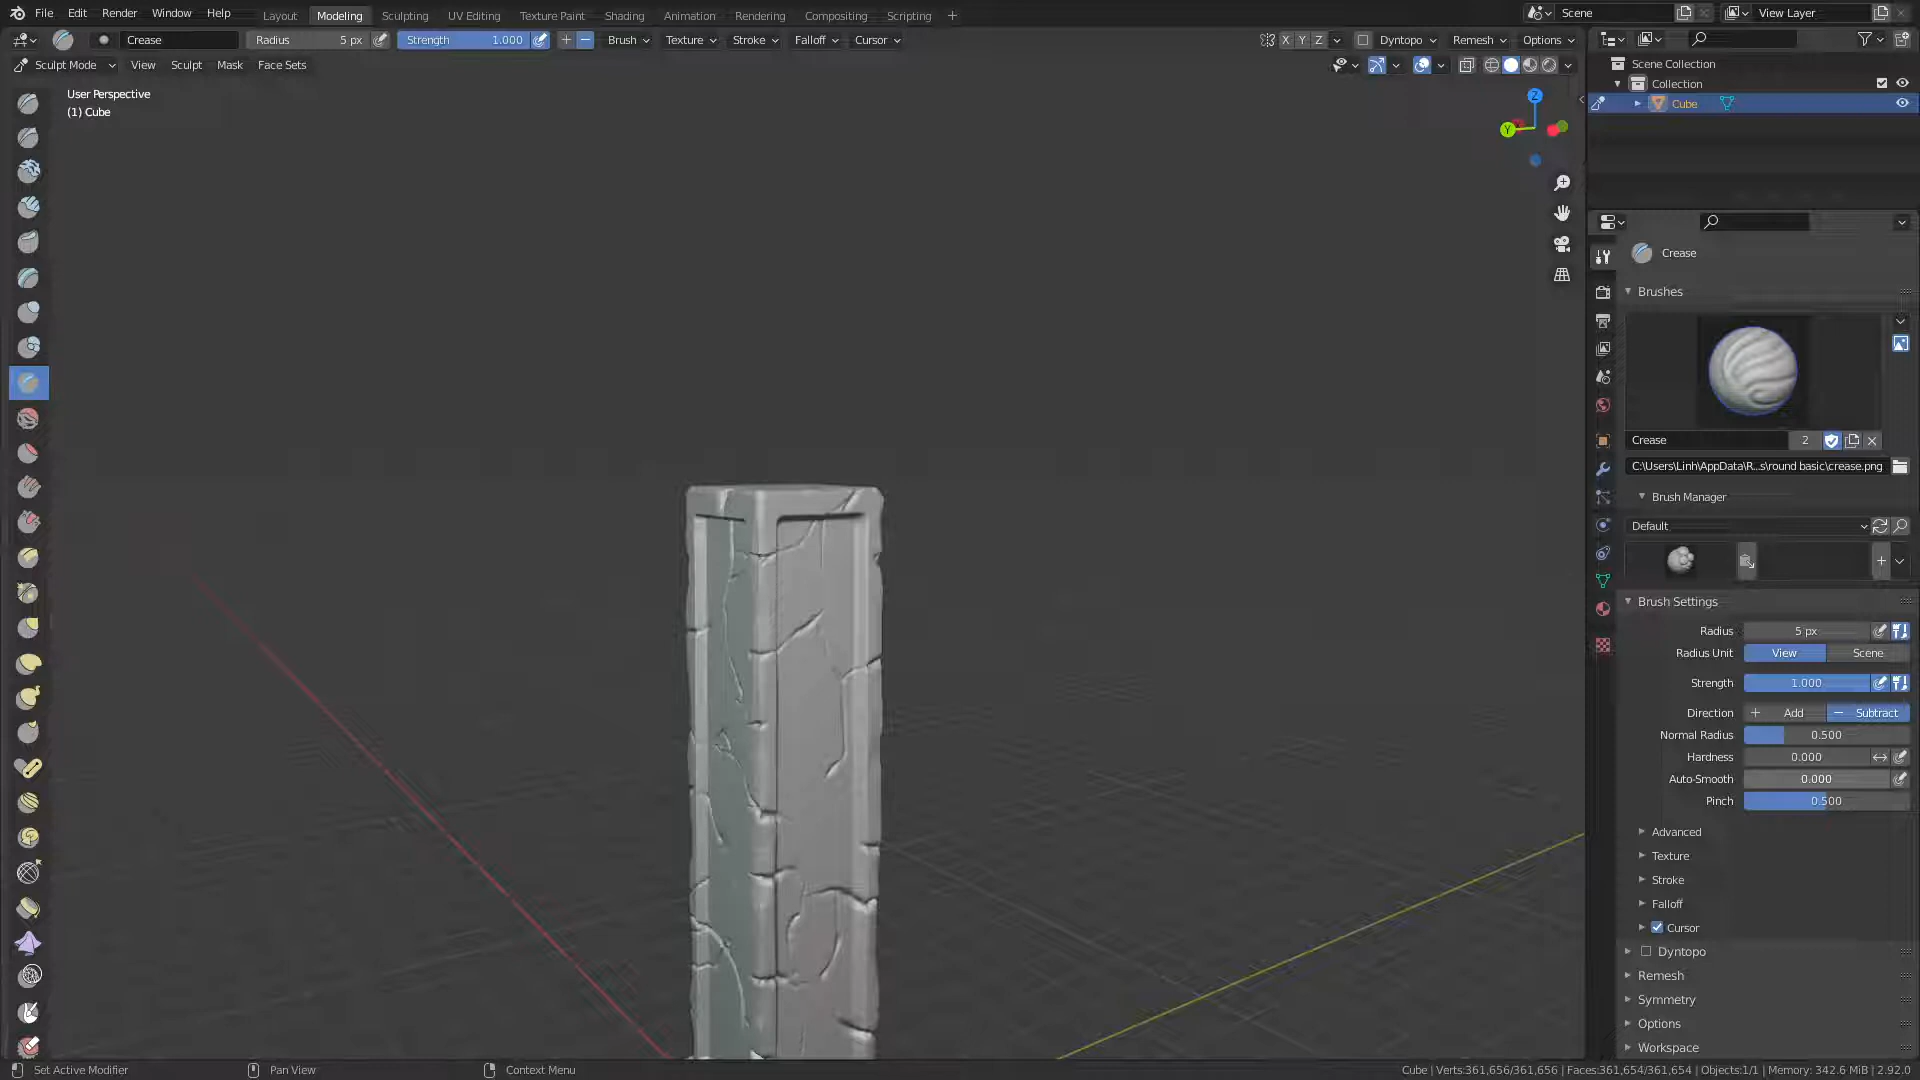 File Edit Render Window Help Layout Modeling Sculpting UV Editing Texture Paint Shading Animation Rendering Compositing Scripting + Scene View Layer
Crease Radius 5 px Strength 1.000 Brush Texture Stroke Falloff Cursor X Y Z Dyntopo Remesh Options
Sculpt Mode View Sculpt Mask Face Sets
User Perspective
(1) Cube
Z
Y
Scene Collection
Collection
Cube
Crease
Brushes
Crease 2
C:\Users\Linh\AppData\R...s\round basic\crease.png
Brush Manager
Default
Brush Settings
Radius 5 px
Radius Unit View Scene
Strength 1.000
Direction + Add − Subtract
Normal Radius 0.500
Hardness 0.000
Auto-Smooth 0.000
Pinch 0.500
Advanced
Texture
Stroke
Falloff
Cursor
Dyntopo
Remesh
Symmetry
Options
Workspace
Set Active Modifier Pan View Context Menu Cube | Verts:361,656/361,656 | Faces:361,654/361,654 | Objects:1/1 | Memory: 342.6 MiB | 2.92.0